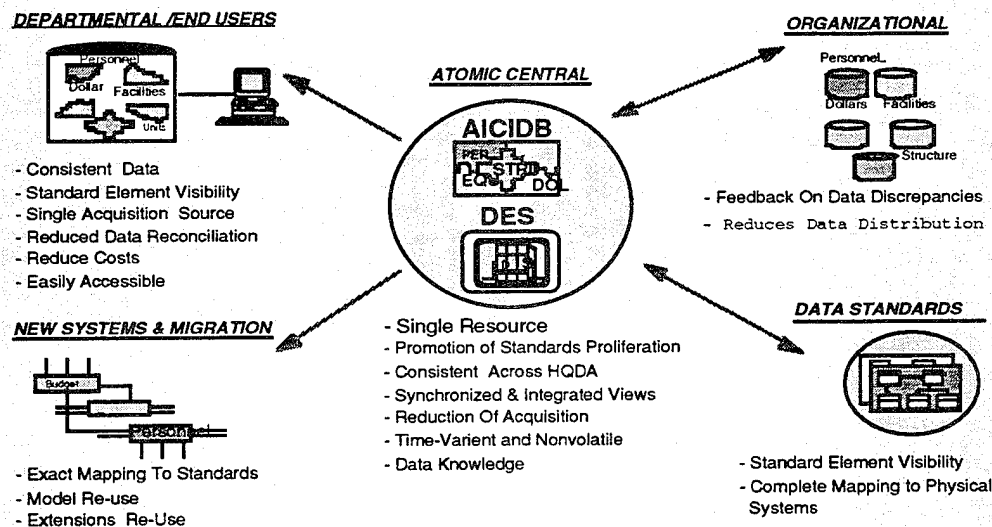 DEPARTMENTAL /END USERS
Personnel
Dollar
Facilities
Unit
- Consistent Data
- Standard Element Visibility
- Single Acquisition Source
- Reduced Data Reconciliation
- Reduce Costs
- Easily Accessible
NEW SYSTEMS & MIGRATION
Budget
Personnel
- Exact Mapping To Standards
- Model Re-use
- Extensions Re-Use
ATOMIC CENTRAL
AICIDB
PER
STR
EQ
DOL
DES
- Single Resource
- Promotion of Standards Proliferation
- Consistent Across HQDA
- Synchronized & Integrated Views
- Reduction Of Acquisition
- Time-Varient and Nonvolatile
- Data Knowledge
ORGANIZATIONAL
Personnel
Dollars
Facilities
Structure
- Feedback On Data Discrepancies
- Reduces Data Distribution
DATA STANDARDS
- Standard Element Visibility
- Complete Mapping to Physical
Systems